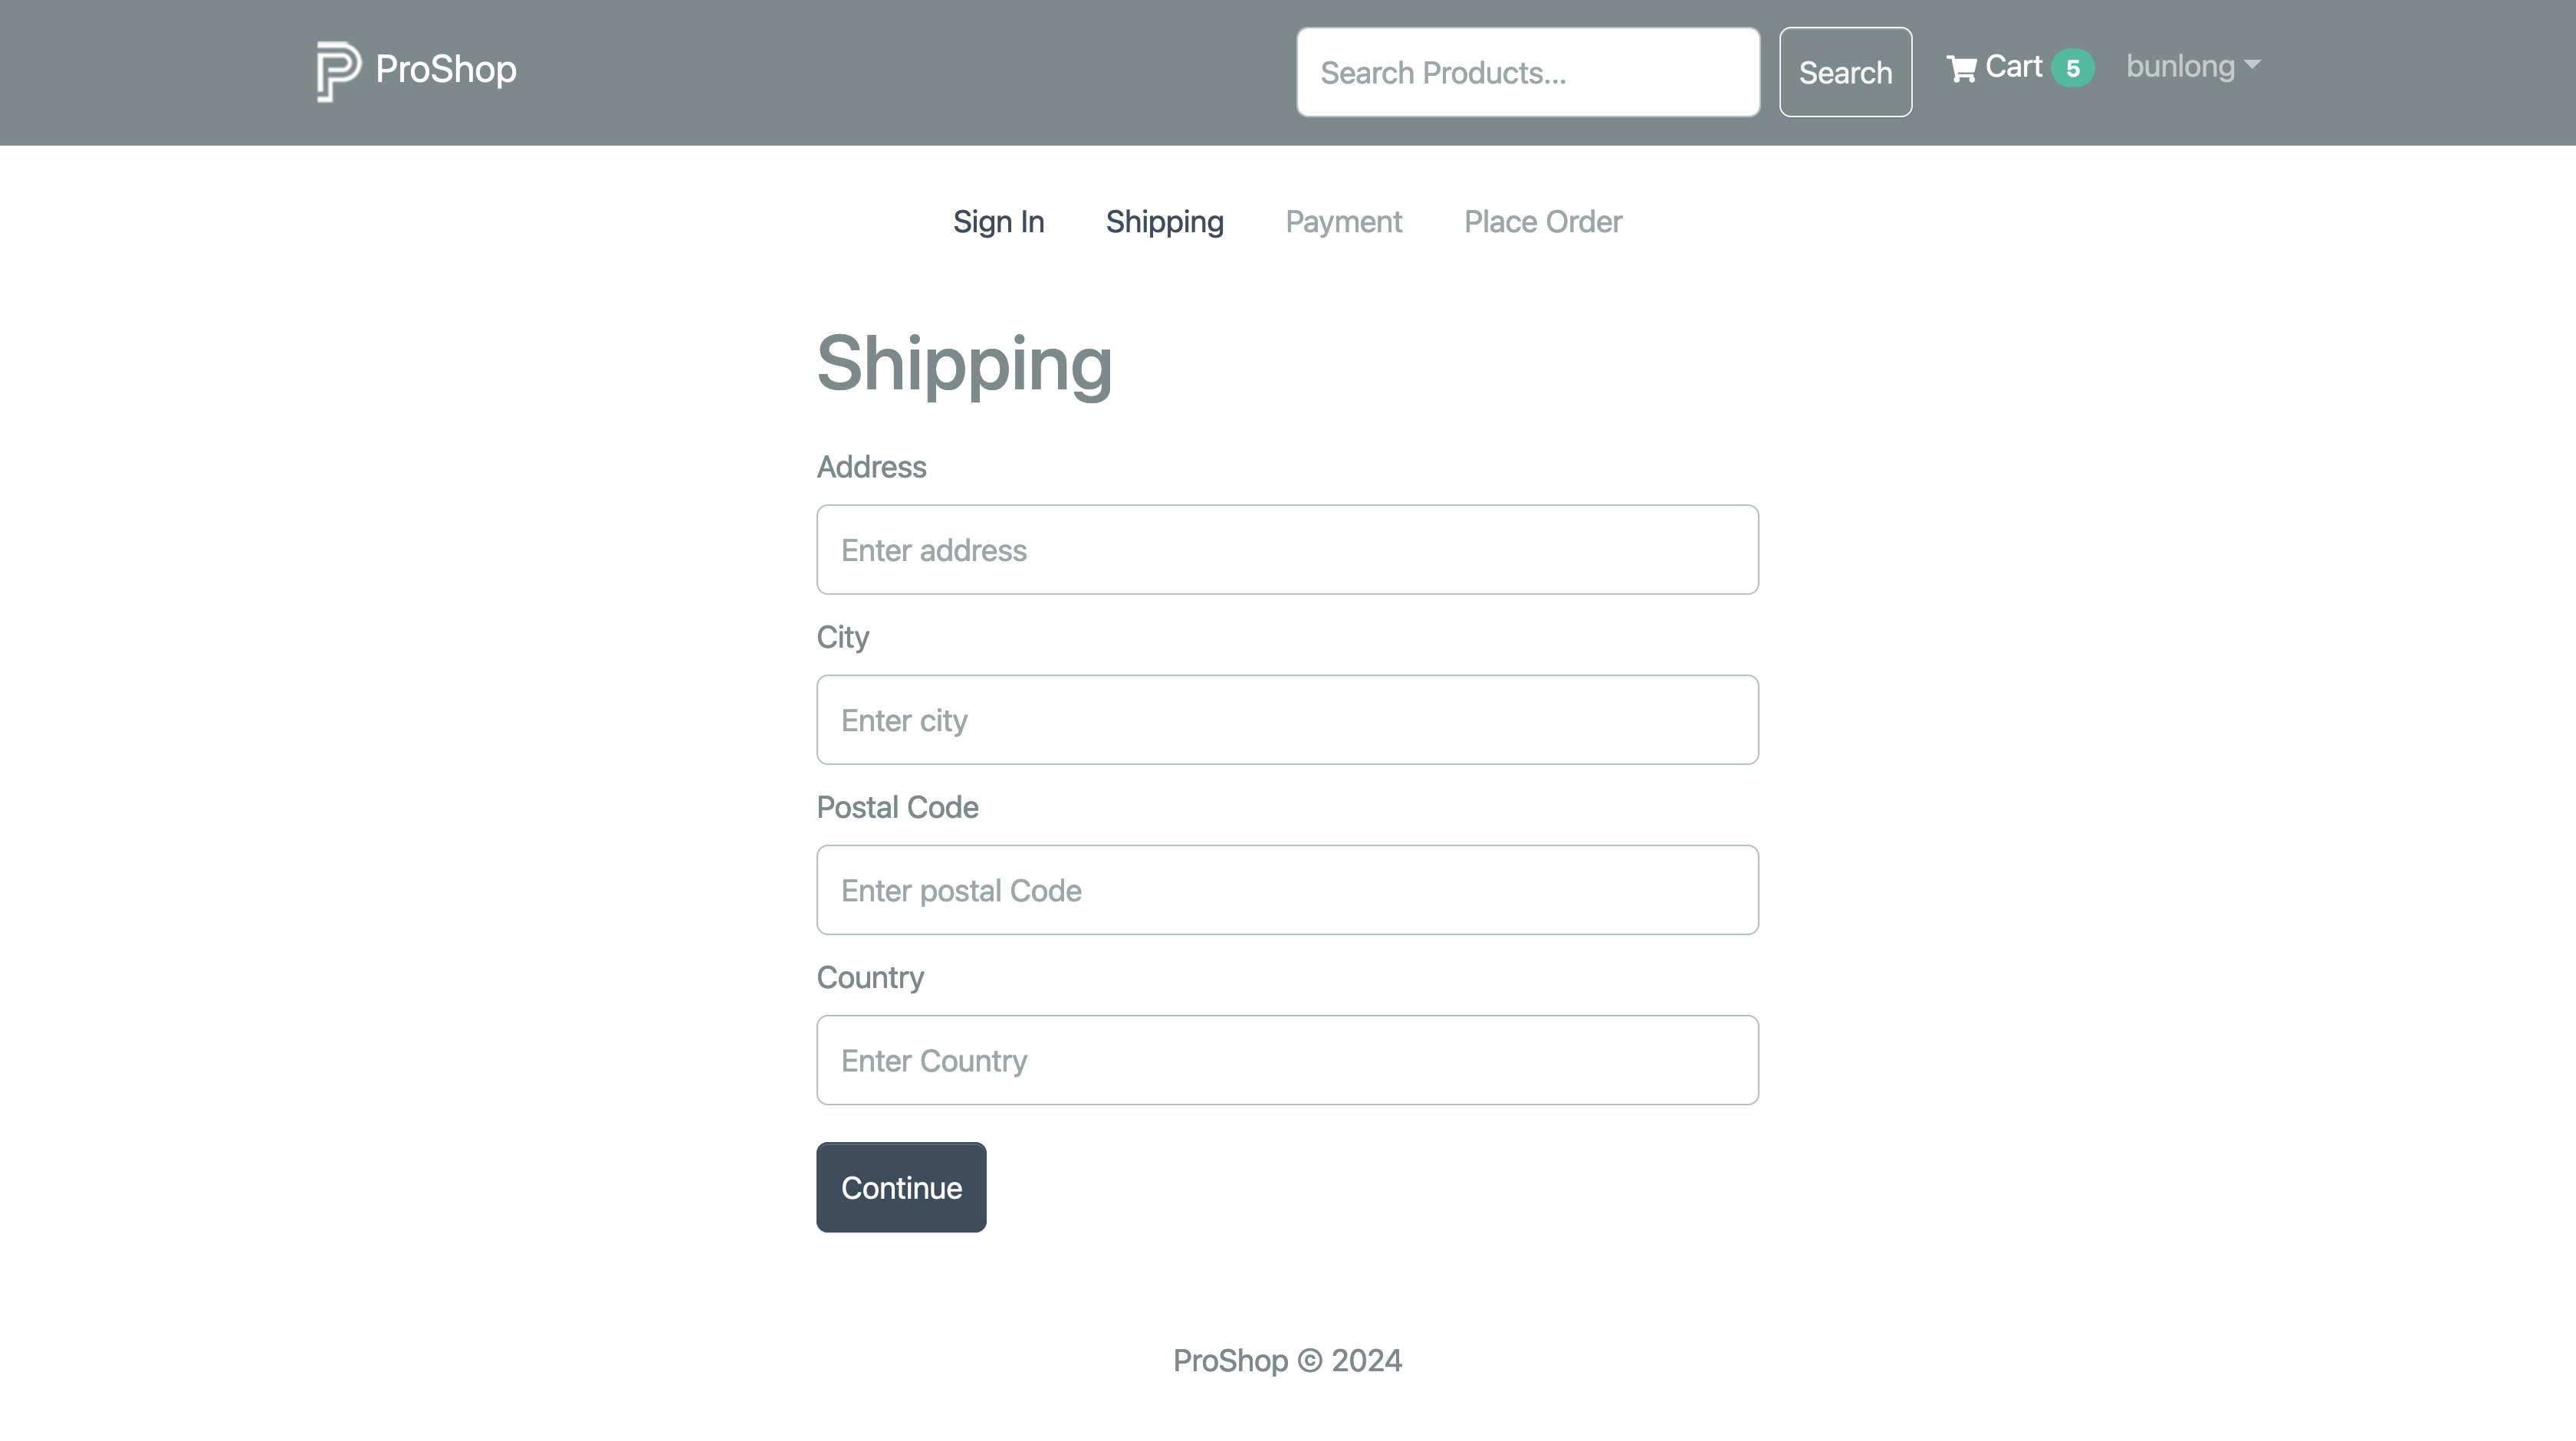 ProShop
Search Products...
Search
Cart 5
bunlong
Sign In Shipping Payment Place Order
Shipping
Address
Enter address
City
Enter city
Postal Code
Enter postal Code
Country
Enter Country
Continue
ProShop © 2024